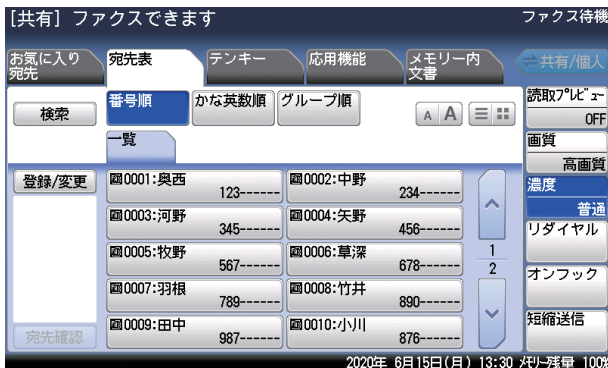 [共有] ファクスできます
ファクス待機
お気に入り
宛先
宛先表
テンキー
応用機能
メモリー内
文書
共有/個人
検索
番号順
かな英数順
グループ順
A A
一覧
登録/変更
0001:奥西
123------
0002:中野
234------
0003:河野
345------
0004:矢野
456------
0005:牧野
567------
0006:草深
678------
0007:羽根
789------
0008:竹井
890------
0009:田中
987------
0010:小川
876------
1
2
宛先確認
読取プレビュー
OFF
画質
高画質
濃度
普通
リダイヤル
オンフック
短縮送信
2020年 6月15日(月) 13:30 メモリー残量 100%